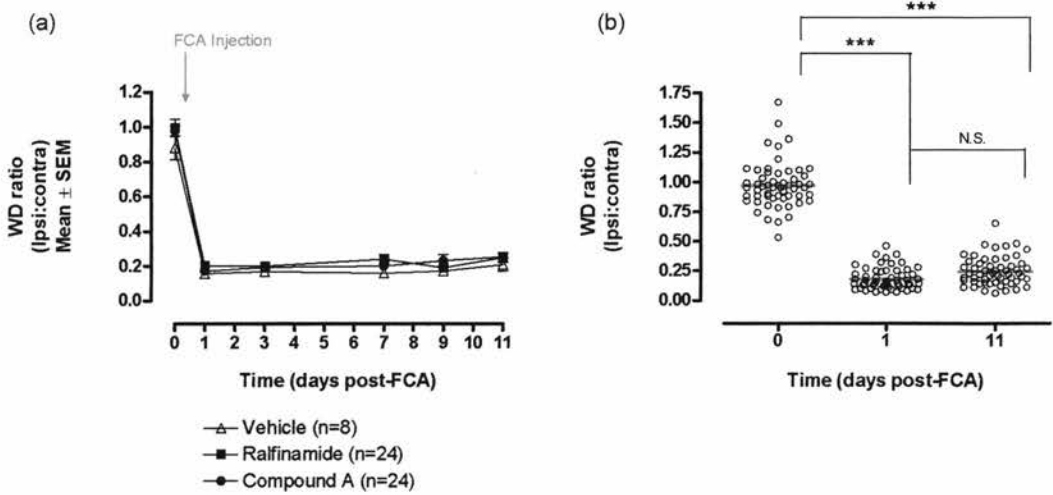 (a)
FCA Injection
WD ratio
(Ipsi:contra)
Mean ± SEM
1.2
1.0
0.8
0.6
0.4
0.2
0.0
0 1 2 3 4 5 6 7 8 9 10 11
Time (days post-FCA)
Vehicle (n=8)
Ralfinamide (n=24)
Compound A (n=24)
(b)
***
***
N.S.
WD ratio
(Ipsi:contra)
1.75
1.50
1.25
1.00
0.75
0.50
0.25
0.00
0 1 11
Time (days post-FCA)